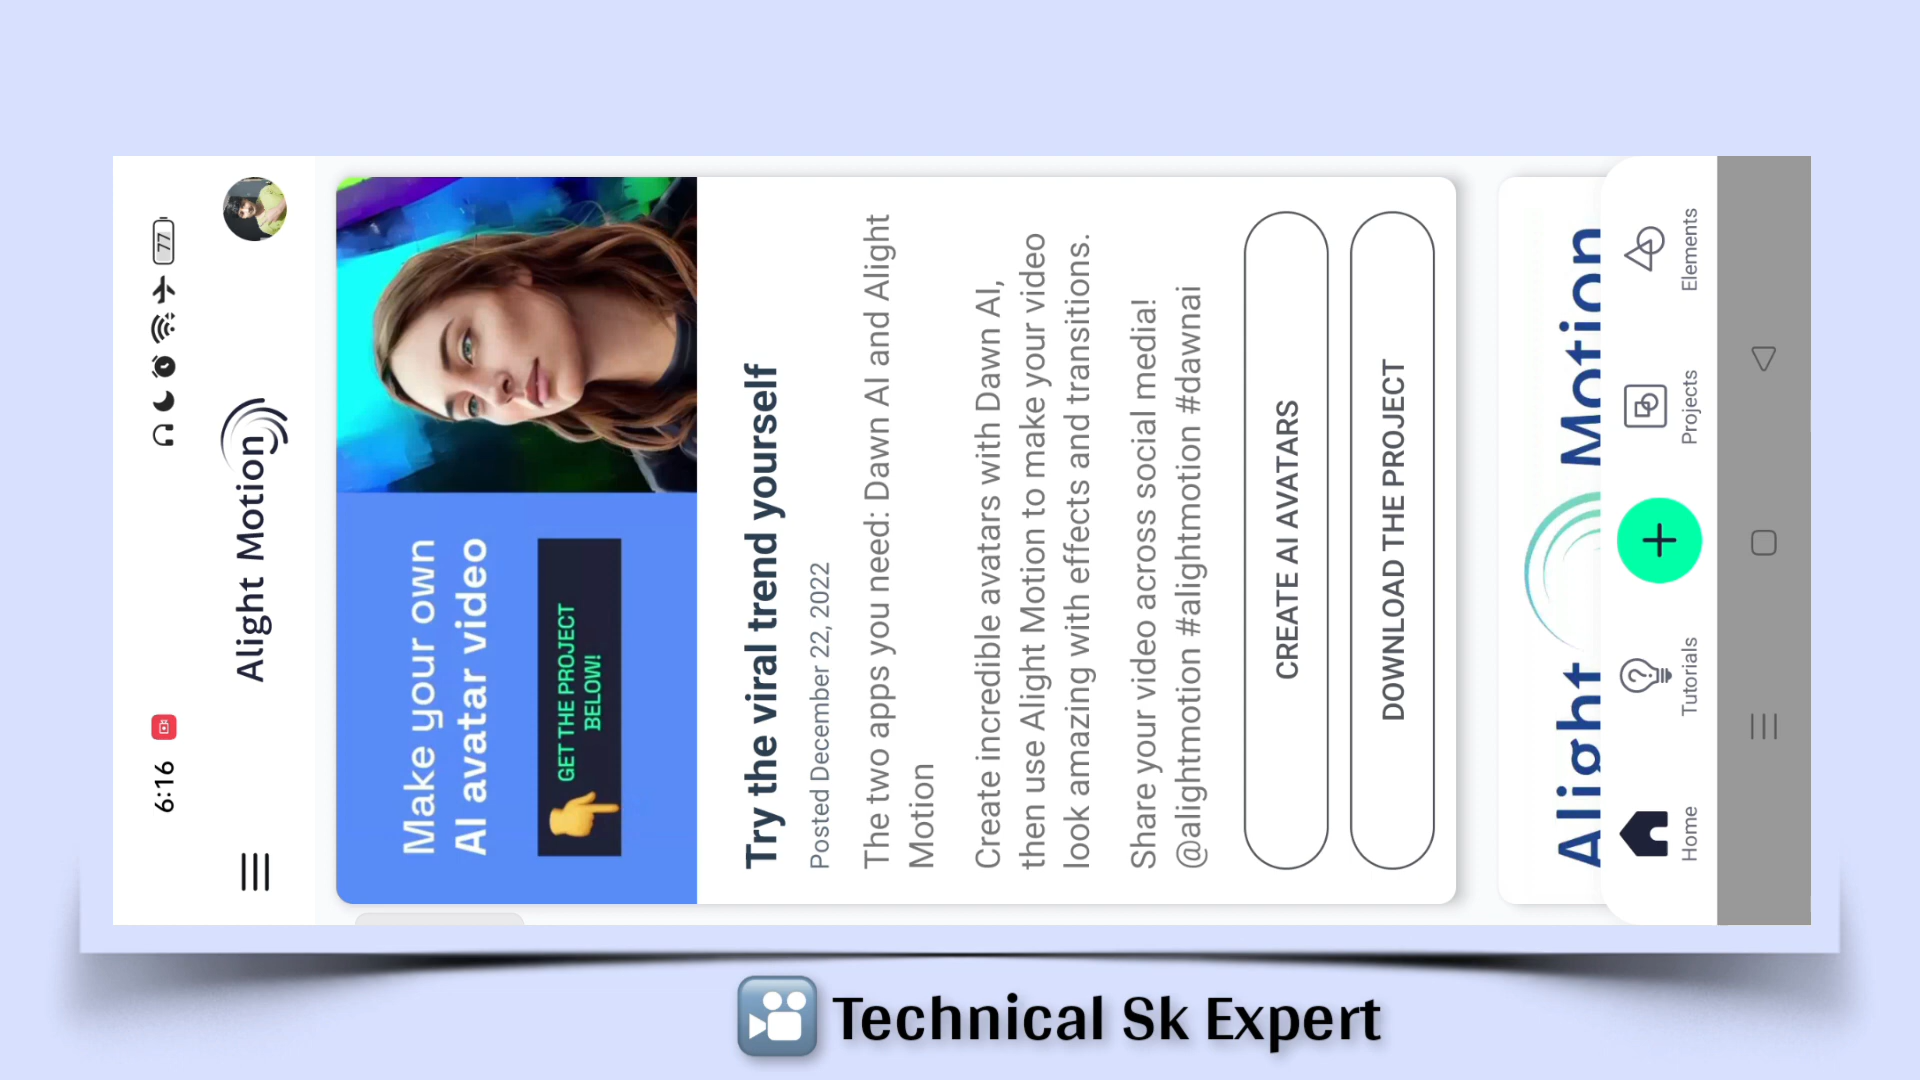 6:16
77
Alight Motion
Make your own
AI avatar video
GET THE PROJECT
BELOW!
Try the viral trend yourself
Posted December 22, 2022
The two apps you need: Dawn AI and Alight
Motion
Create incredible avatars with Dawn AI,
then use Alight Motion to make your video
look amazing with effects and transitions.
Share your video across social media!
@alightmotion #alightmotion #dawnai
CREATE AI AVATARS
DOWNLOAD THE PROJECT
Alight Motion
Home
Tutorials
Projects
Elements
Technical Sk Expert